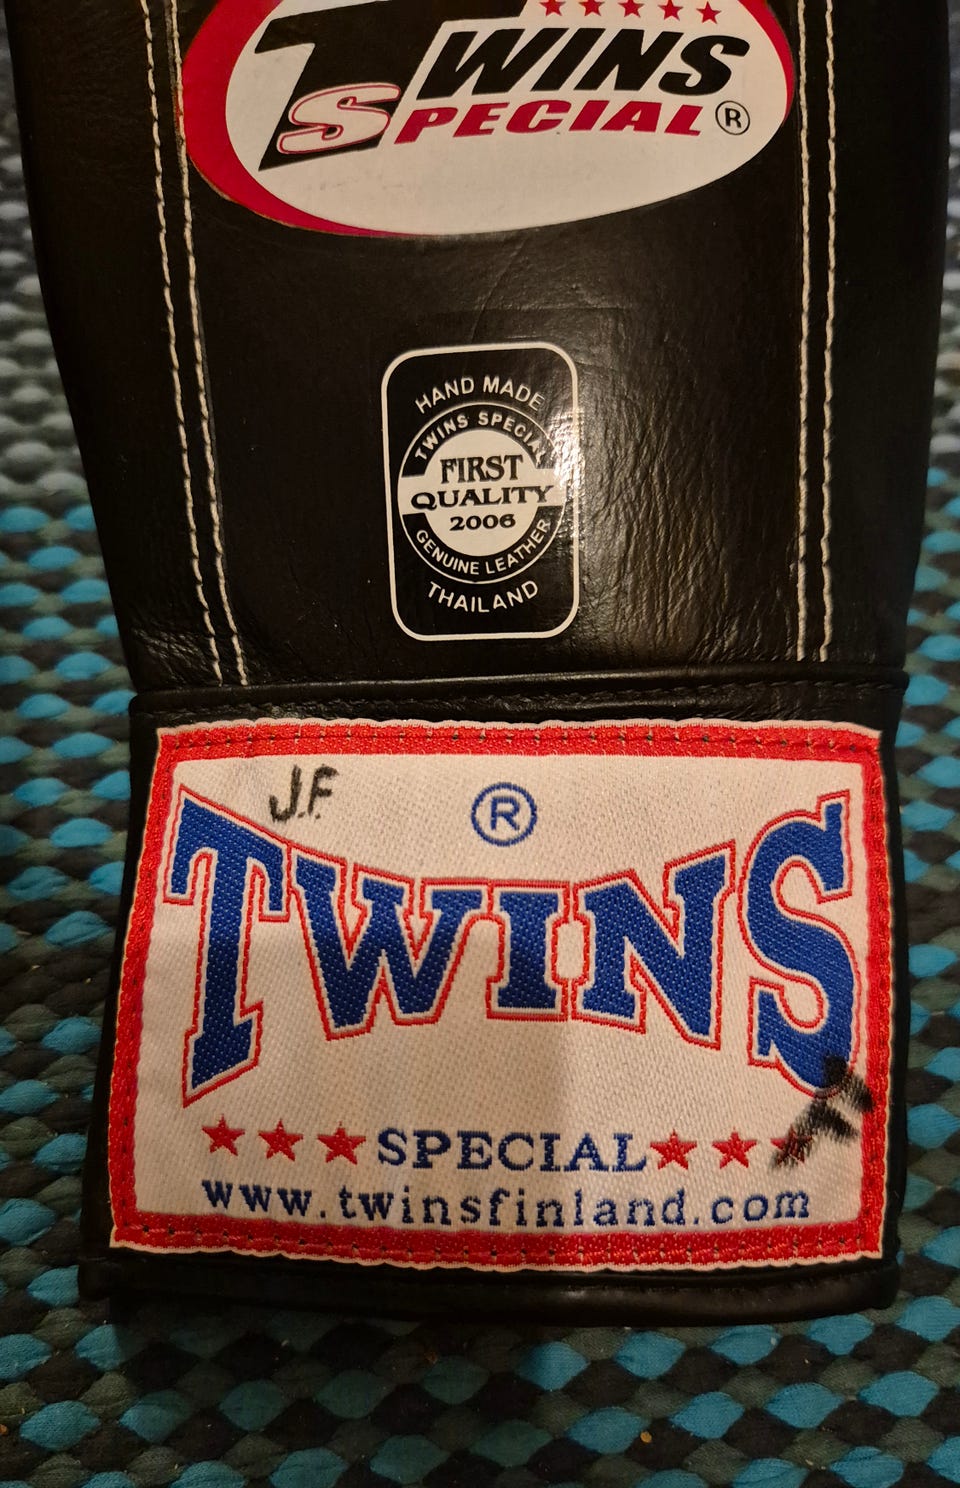 TWINS
SPECIAL®
HAND MADE
TWINS SPECIAL
FIRST
QUALITY
2006
GENUINE LEATHER
THAILAND
J.F.
®
TWINS
SPECIAL
www.twinsfinland.com